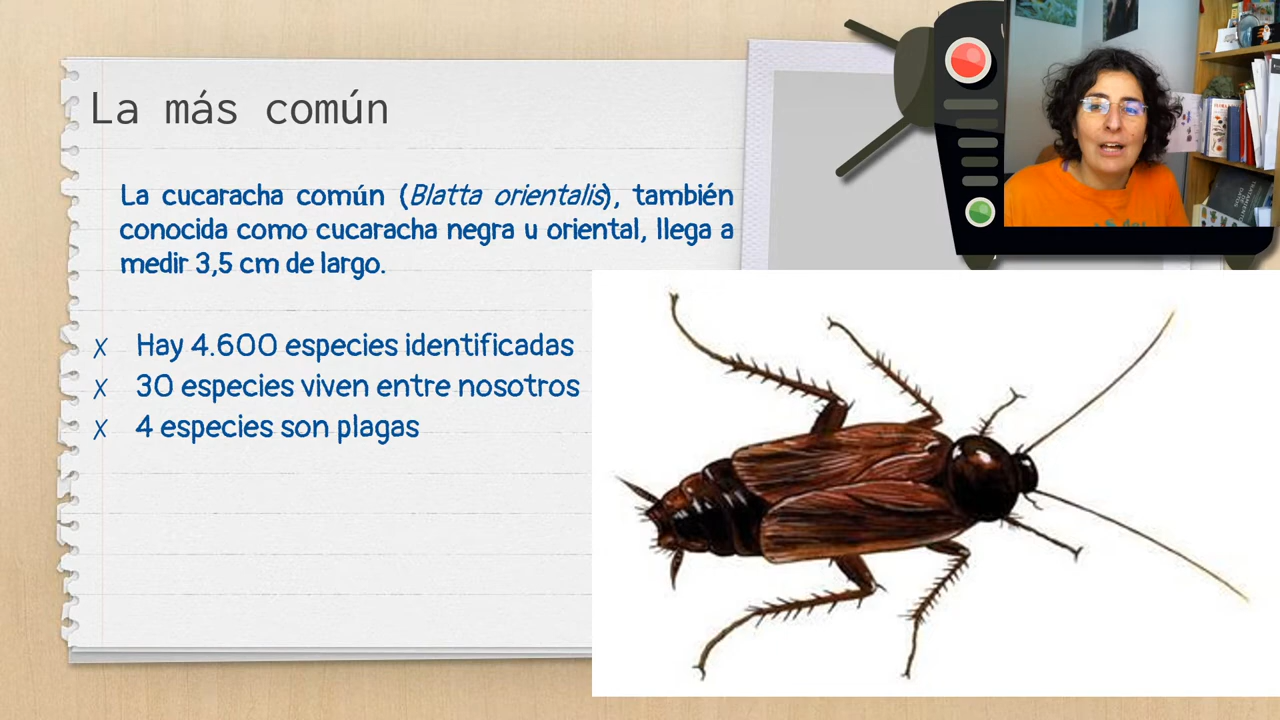 La más común
La cucaracha común (Blatta orientalis), también
conocida como cucaracha negra u oriental, llega a
medir 3,5 cm de largo.
x Hay 4.600 especies identificadas
x 30 especies viven entre nosotros
x 4 especies son plagas